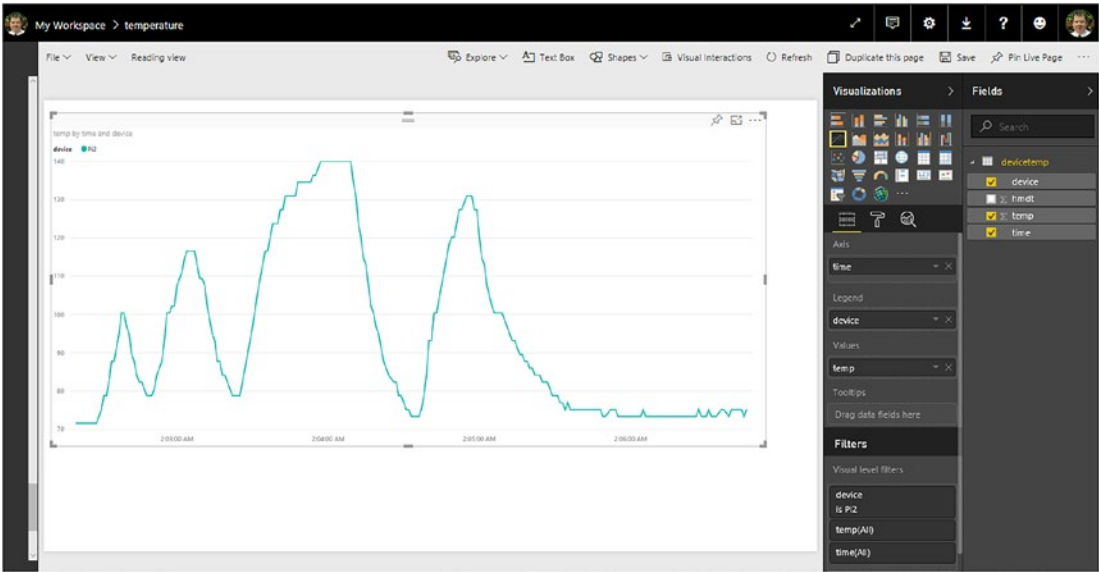 My Workspace > temperature
File View Reading view Explore Text Box Shapes Visual Interactions Refresh Duplicate this page Save Pin Live Page ...
Visualizations
Fields
Search
devicetemp
device
hmdt
temp
time
temp by time and device
device Pi2
140
130
120
110
100
90
80
70
2:03:00 AM 2:04:00 AM 2:05:00 AM 2:06:00 AM
Axis
time
Legend
device
Values
temp
Tooltips
Drag data fields here
Filters
Visual level filters
device
is Pi2
temp(All)
time(All)